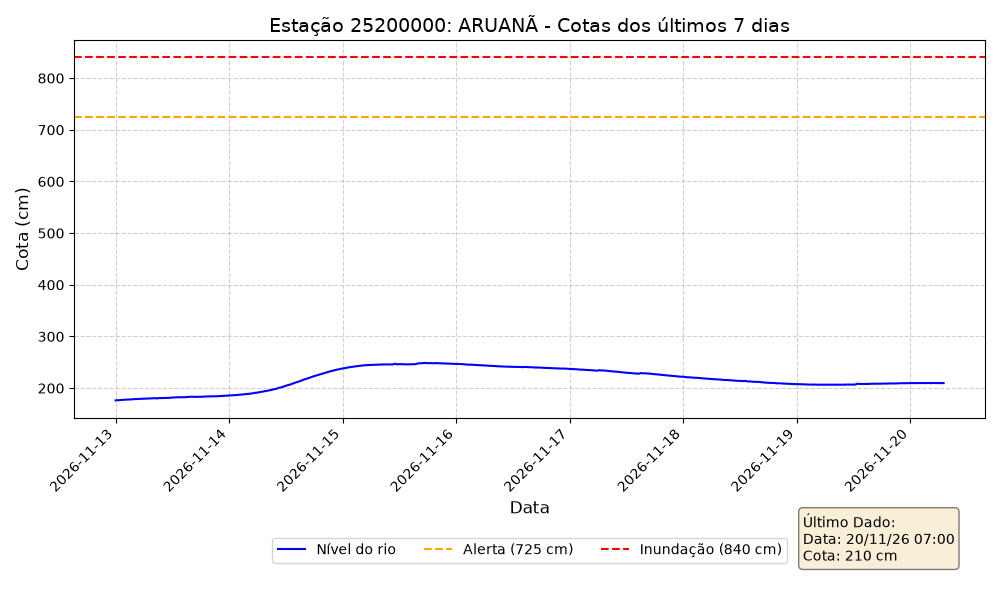 Estação 25200000: ARUANÃ - Cotas dos últimos 7 dias
Cota (cm)
800
700
600
500
400
300
200
2026-11-13
2026-11-14
2026-11-15
2026-11-16
2026-11-17
2026-11-18
2026-11-19
2026-11-20
Data
Nível do rio
Alerta (725 cm)
Inundação (840 cm)
Último Dado:
Data: 20/11/26 07:00
Cota: 210 cm